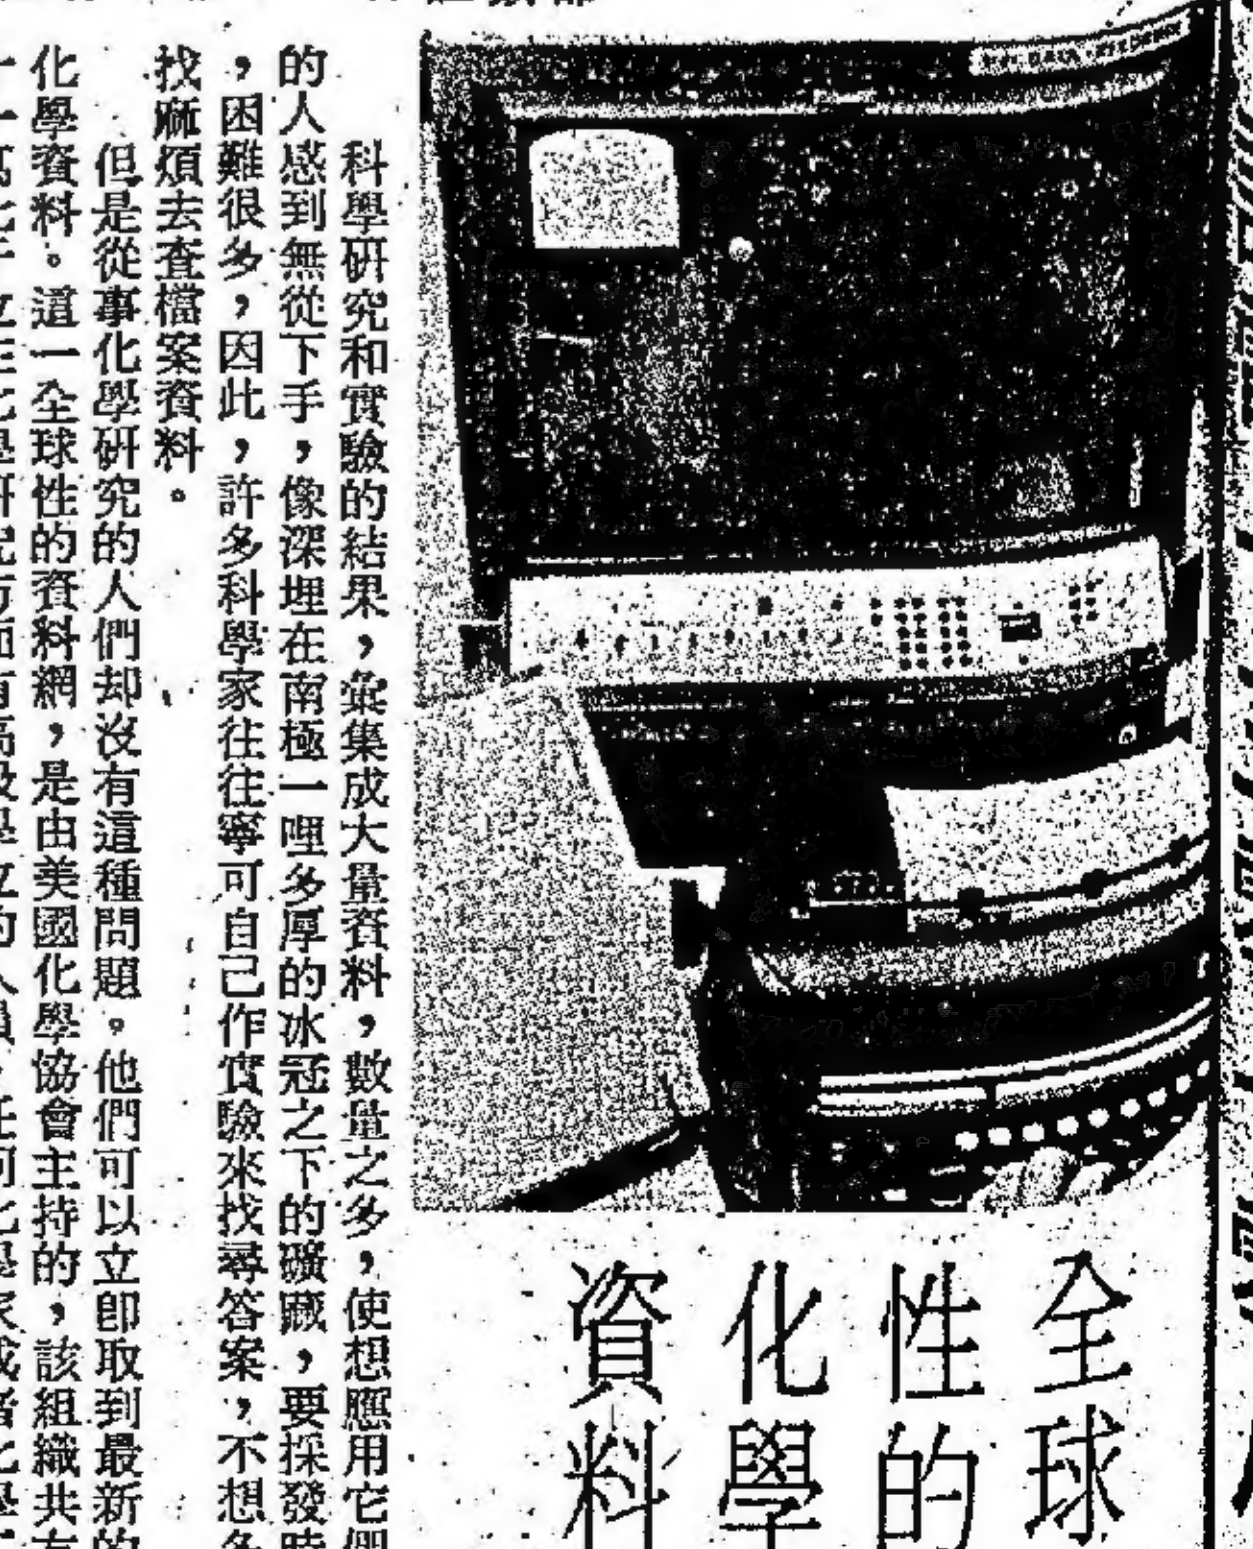 全球
性的
化學
資料
科學研究和實驗的結果，彙集成大量資料，數量之多，使想應用它們
的人感到無從下手，像深埋在南極一哩多厚的冰冠之下的礦藏，要採發時
，困難很多，因此，許多科學家往往寧可自己作實驗來找尋答案，不想多
找麻煩去查檔案資料。
但是從事化學研究的人們却沒有這種問題。他們可以立卽取到最新的
化學資料。這一全球性的資料網，是由美國化學協會主持的，該組織共有